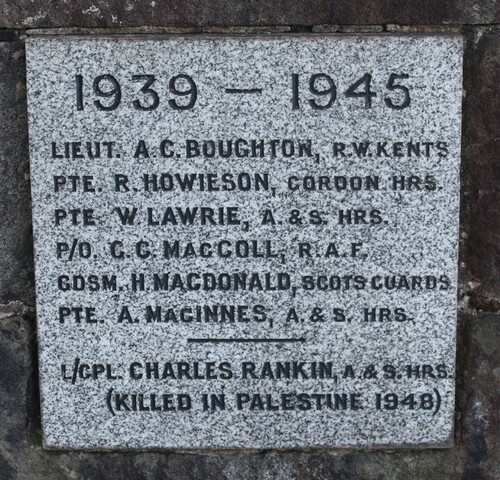 1939 — 1945
LIEUT. A.C. BOUGHTON, R.W. KENTS
PTE. R. HOWIESON, GORDON HRS.
PTE W. LAWRIE, A. & S. HRS.
P/O. G.G. MACCOLL, R.A.F.
GDSM. H. MACDONALD, SCOTS GUARDS
PTE. A. MACINNES, A. & S. HRS.
L/CPL. CHARLES RANKIN, A & S. HRS.
(KILLED IN PALESTINE 1948)